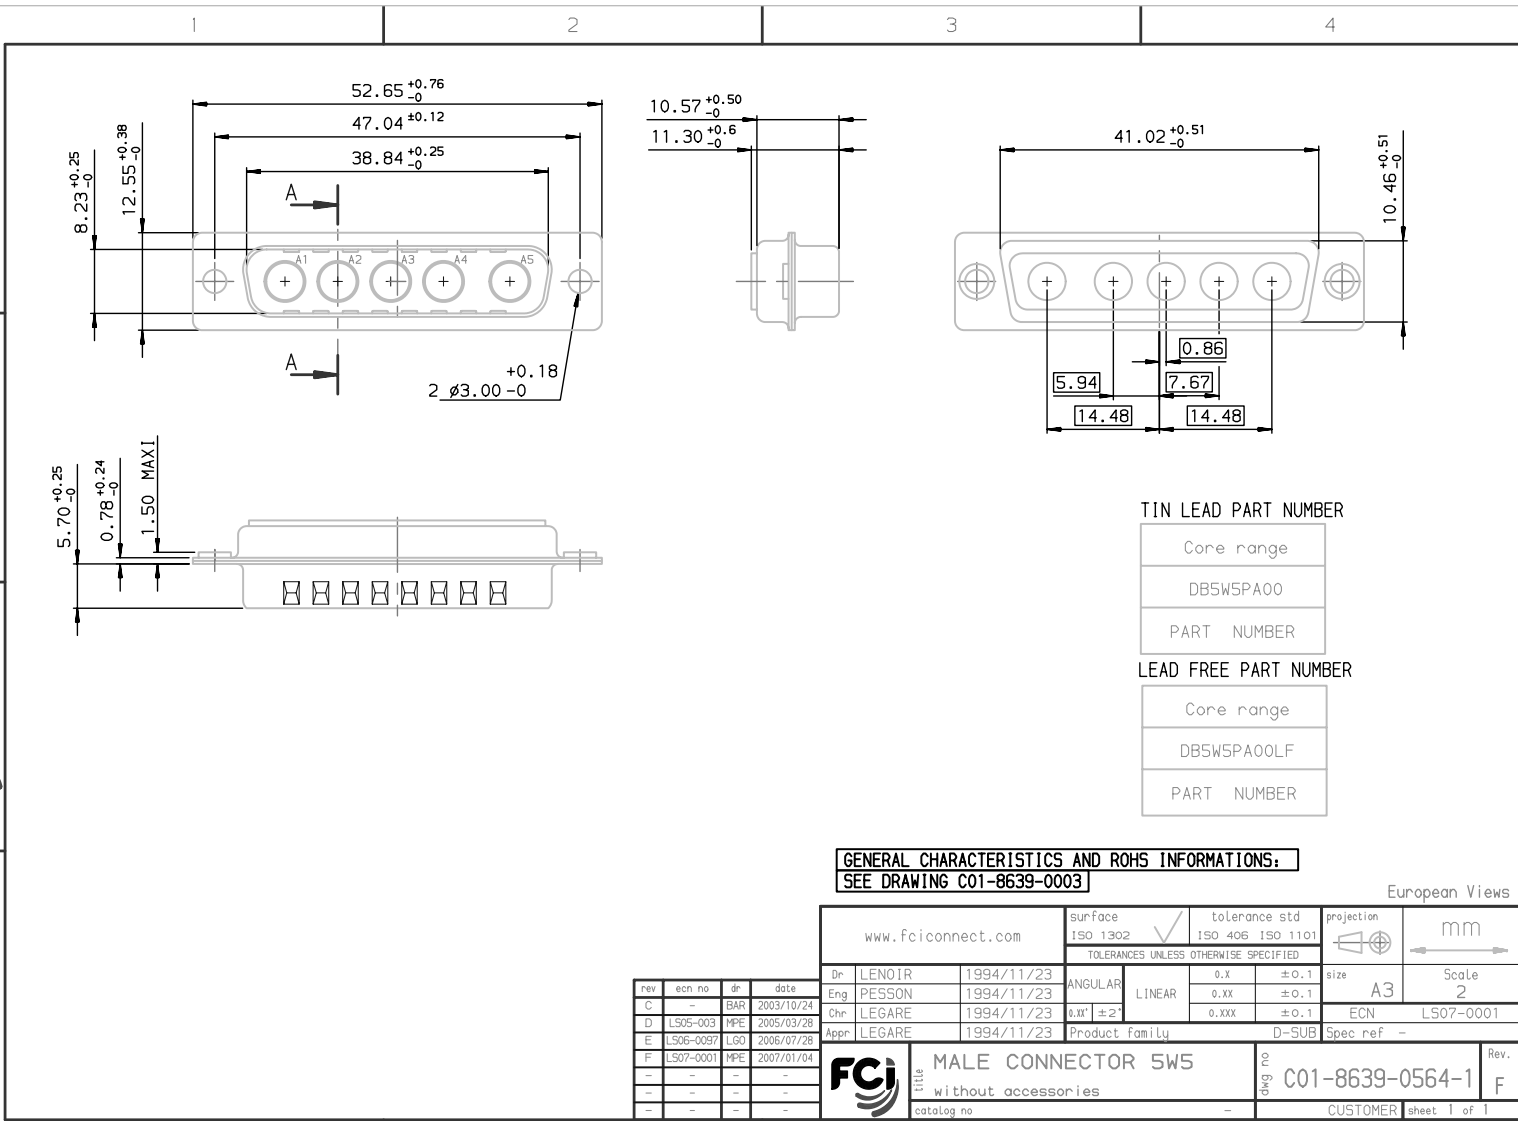 1 2 3 4
52.65 +0.76 -0
47.04 ±0.12
38.84 +0.25 -0
8.23 +0.25 -0
12.55 +0.38 -0
A
A1 A2 A3 A4 A5
A
+0.18
2 ø3.00 -0
10.57 +0.50 -0
11.30 +0.6 -0
41.02 +0.51 -0
10.46 +0.51 -0
0.86
5.94 7.67
14.48 14.48
5.70 +0.25 -0
0.78 +0.24 -0
1.50 MAXI
TIN LEAD PART NUMBER
Core range
DB5W5PA00
PART NUMBER
LEAD FREE PART NUMBER
Core range
DB5W5PA00LF
PART NUMBER
GENERAL CHARACTERISTICS AND ROHS INFORMATIONS:
SEE DRAWING C01-8639-0003
European Views
www.fciconnect.com
surface
ISO 1302
tolerance std
ISO 406 ISO 1101
projection
mm
TOLERANCES UNLESS OTHERWISE SPECIFIED
Dr LENOIR 1994/11/23
Eng PESSON 1994/11/23
Chr LEGARE 1994/11/23
Appr LEGARE 1994/11/23
ANGULAR
0.XX° ±2°
LINEAR
0.X ±0.1
0.XX ±0.1
0.XXX ±0.1
size
A3
Scale
2
ECN LS07-0001
Product family D-SUB
Spec ref -
rev ecn no dr date
C - BAR 2003/10/24
D LS05-003 MPE 2005/03/28
E LS06-0097 LGO 2006/07/28
F LS07-0001 MPE 2007/01/04
- - - -
- - - -
- - - -
FCi
title
MALE CONNECTOR 5W5
without accessories
dwg no
C01-8639-0564-1
Rev.
F
catalog no -
CUSTOMER
sheet 1 of 1